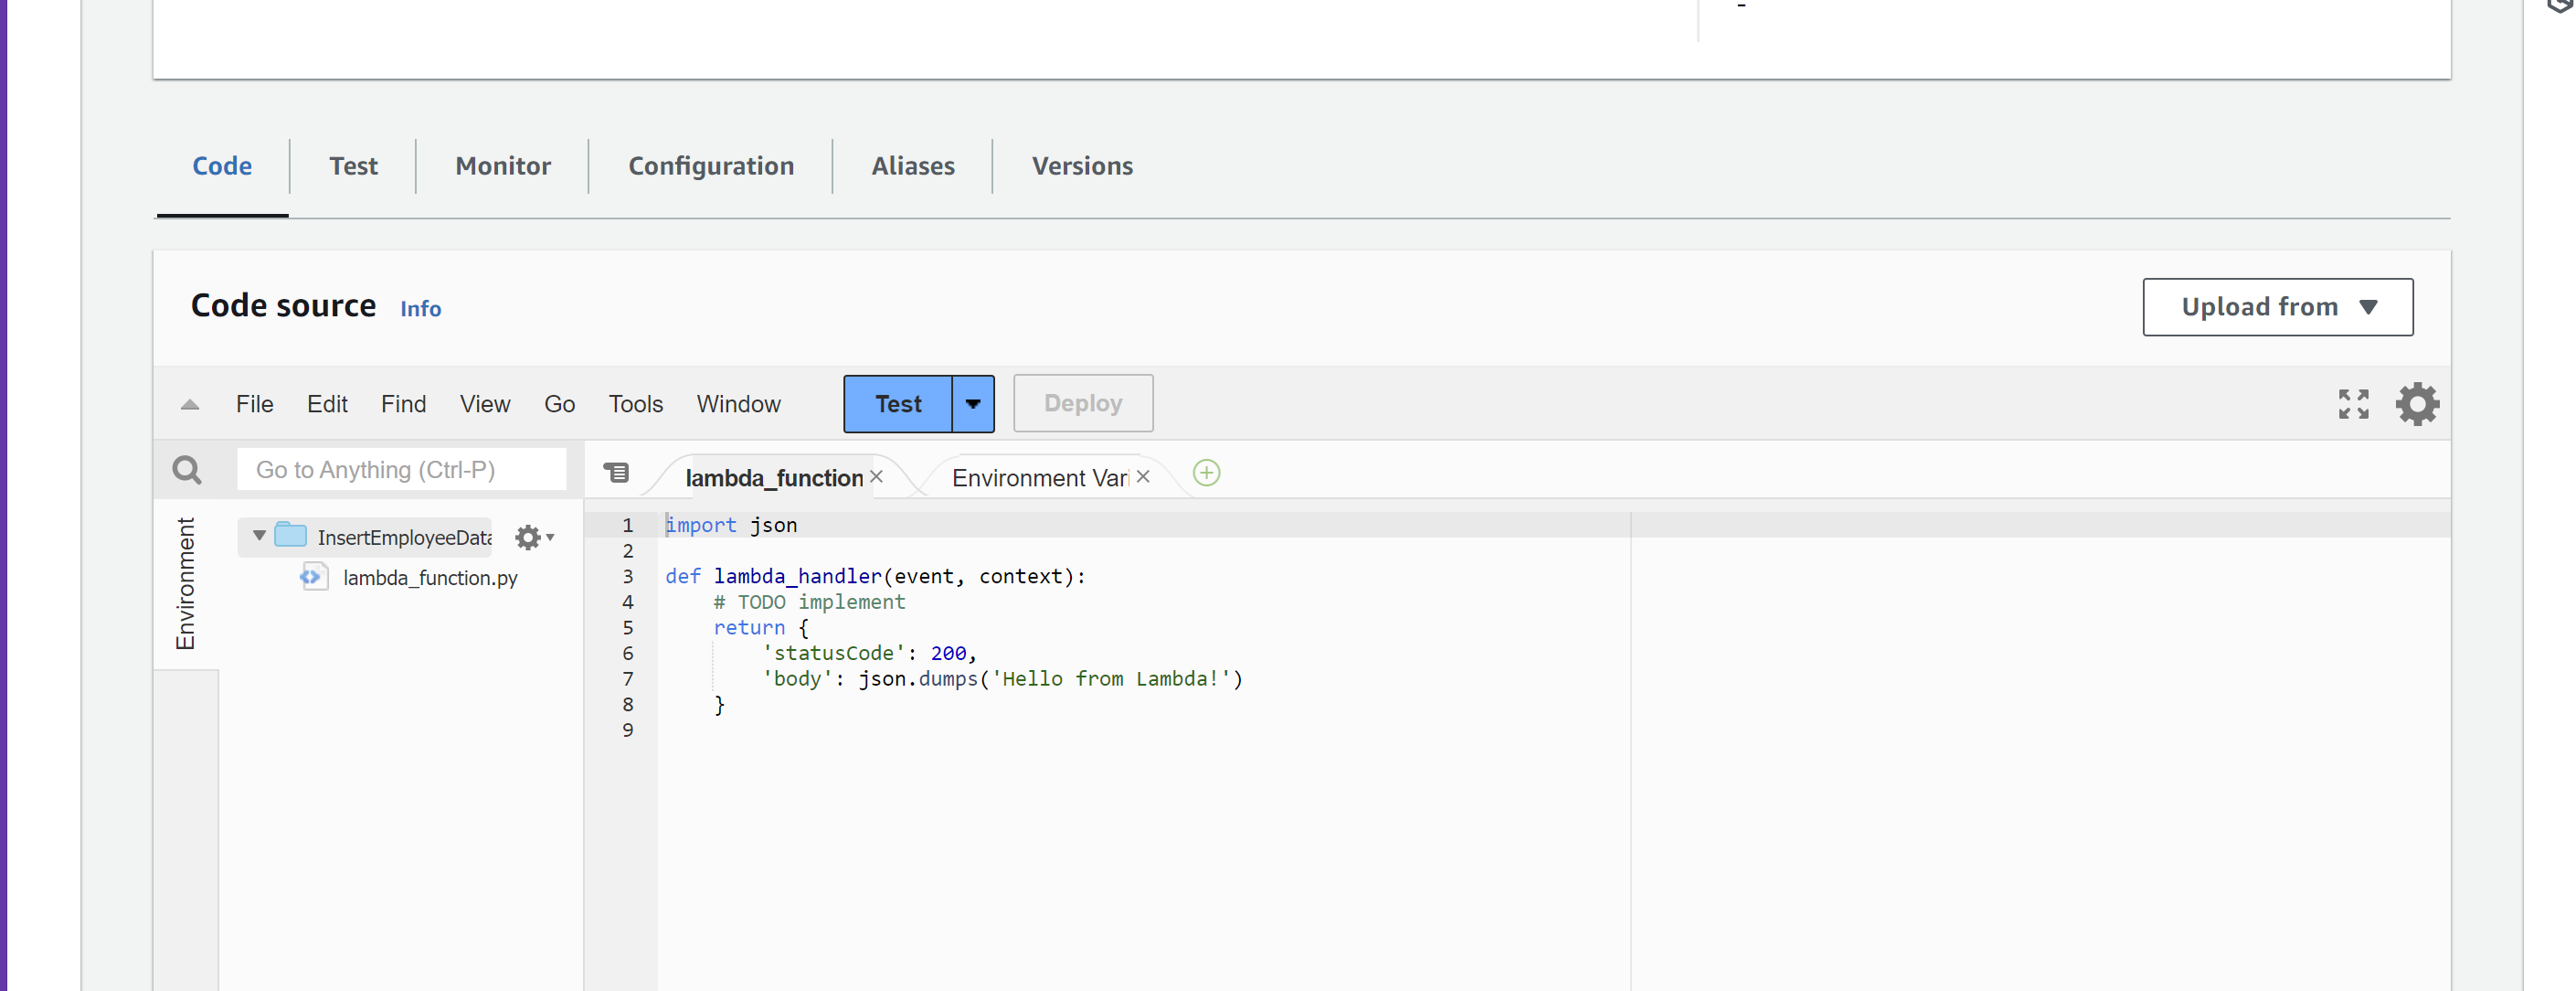 -
Code
Test
Monitor
Configuration
Aliases
Versions
Code source Info
Upload from
File Edit Find View Go Tools Window Test Deploy
Go to Anything (Ctrl-P)
lambda_function
Environment Vari
Environment
InsertEmployeeData
lambda_function.py
1 import json
2
3 def lambda_handler(event, context):
4 # TODO implement
5 return {
6 'statusCode': 200,
7 'body': json.dumps('Hello from Lambda!')
8 }
9